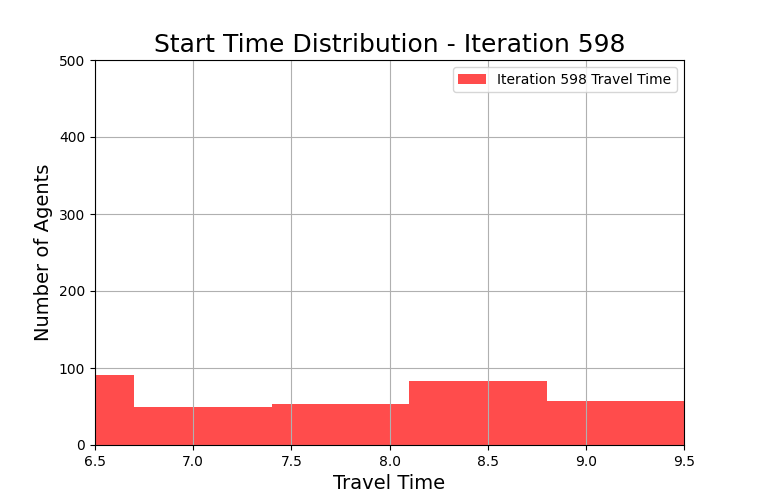 Start Time Distribution - Iteration 598
Iteration 598 Travel Time
Number of Agents
500
400
300
200
100
0
6.5 7.0 7.5 8.0 8.5 9.0 9.5
Travel Time